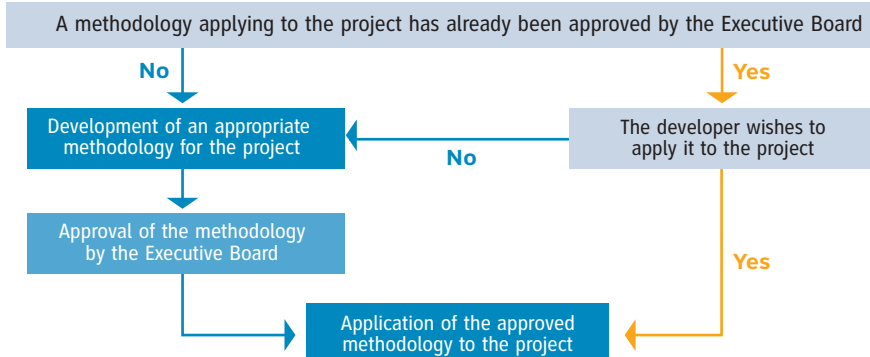 A methodology applying to the project has already been approved by the Executive Board
No
Yes
Development of an appropriate
methodology for the project
The developer wishes to
apply it to the project
No
Approval of the methodology
by the Executive Board
Yes
Application of the approved
methodology to the project